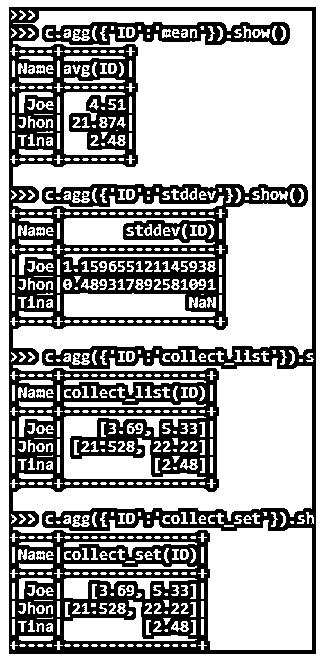 >>>
>>> c.agg({'ID':'mean'}).show()
+----+-------+
|Name|avg(ID)|
+----+-------+
| Joe|   4.51|
|Jhon| 21.874|
|Tina|   2.48|
+----+-------+
>>> c.agg({'ID':'stddev'}).show()
+----+-----------------+
|Name|       stddev(ID)|
+----+-----------------+
| Joe|1.159655121145938|
|Jhon|0.489317892581091|
|Tina|              NaN|
+----+-----------------+
>>> c.agg({'ID':'collect_list'}).s
+----+----------------+
|Name|collect_list(ID)|
+----+----------------+
| Joe|    [3.69, 5.33]|
|Jhon| [21.528, 22.22]|
|Tina|          [2.48]|
+----+----------------+
>>> c.agg({'ID':'collect_set'}).sh
+----+---------------+
|Name|collect_set(ID)|
+----+---------------+
| Joe|   [3.69, 5.33]|
|Jhon|[21.528, 22.22]|
|Tina|         [2.48]|
+----+---------------+